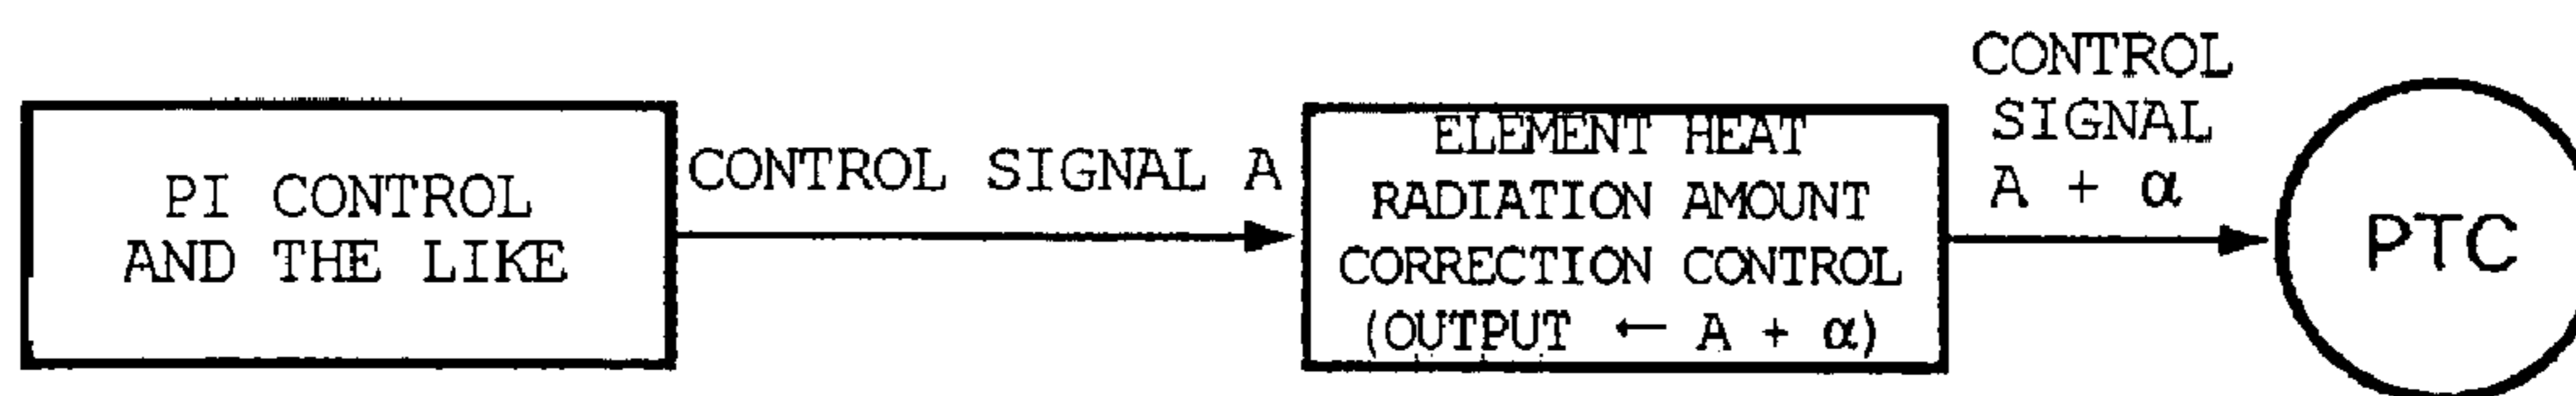 PI CONTROL
AND THE LIKE
CONTROL SIGNAL A
ELEMENT HEAT
RADIATION AMOUNT
CORRECTION CONTROL
(OUTPUT ← A + α)
CONTROL
SIGNAL
A + α
PTC